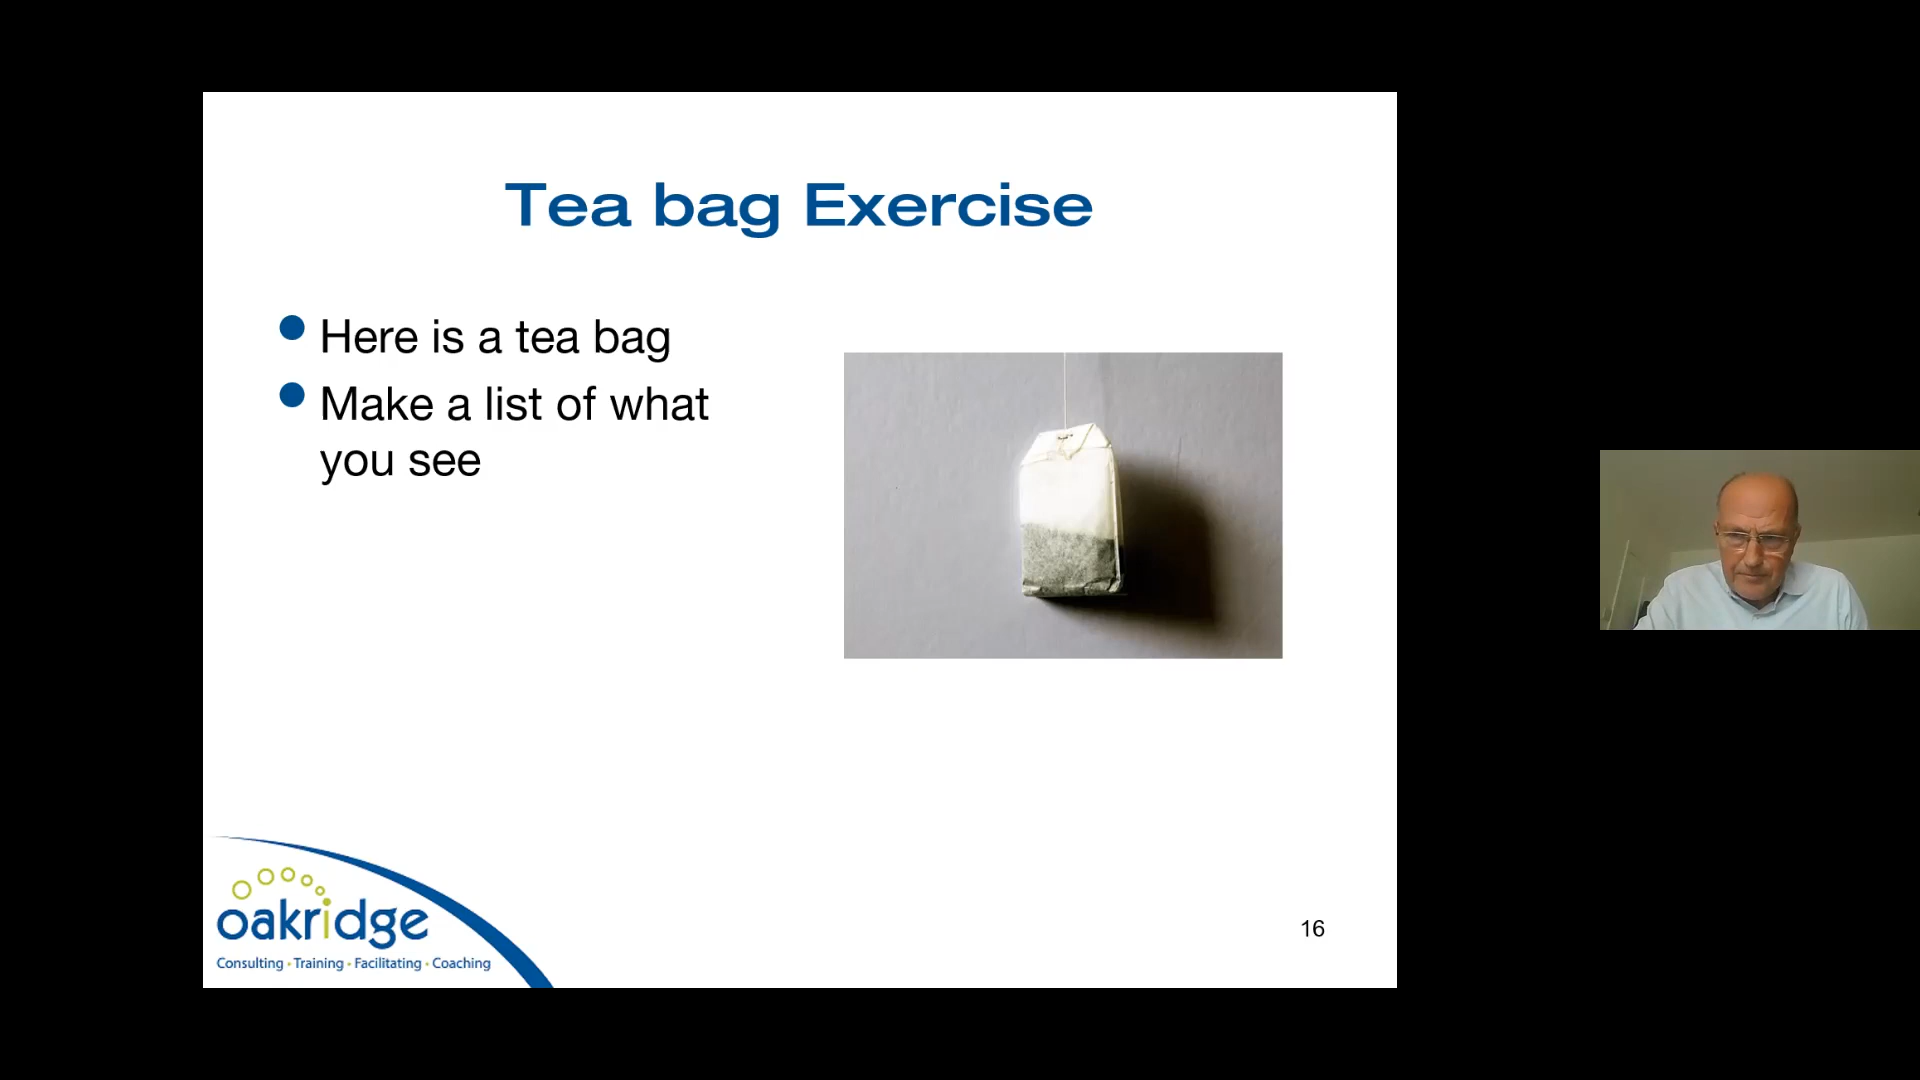 Tea bag Exercise
Here is a tea bag
Make a list of what
you see
oakridge
Consulting · Training · Facilitating · Coaching
16